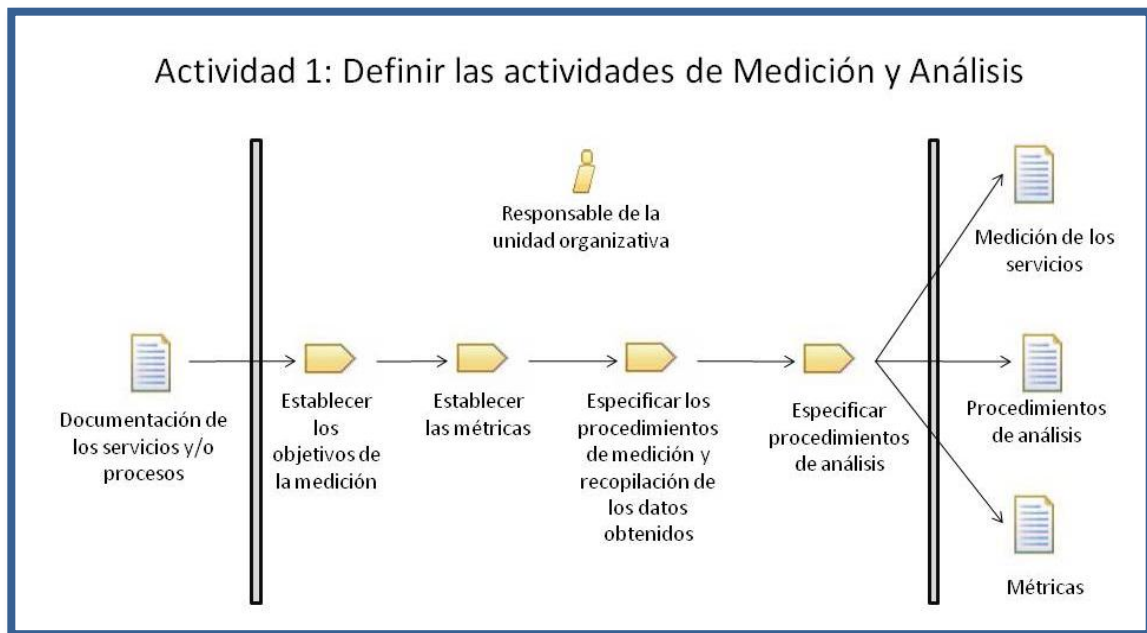 Actividad 1: Definir las actividades de Medición y Análisis
Responsable de la
unidad organizativa
Documentación de
los servicios y/o
procesos
Establecer
los
objetivos de
la medición
Establecer
las métricas
Especificar los
procedimientos
de medición y
recopilación de
los datos
obtenidos
Especificar
procedimientos
de análisis
Medición de los
servicios
Procedimientos
de análisis
Métricas